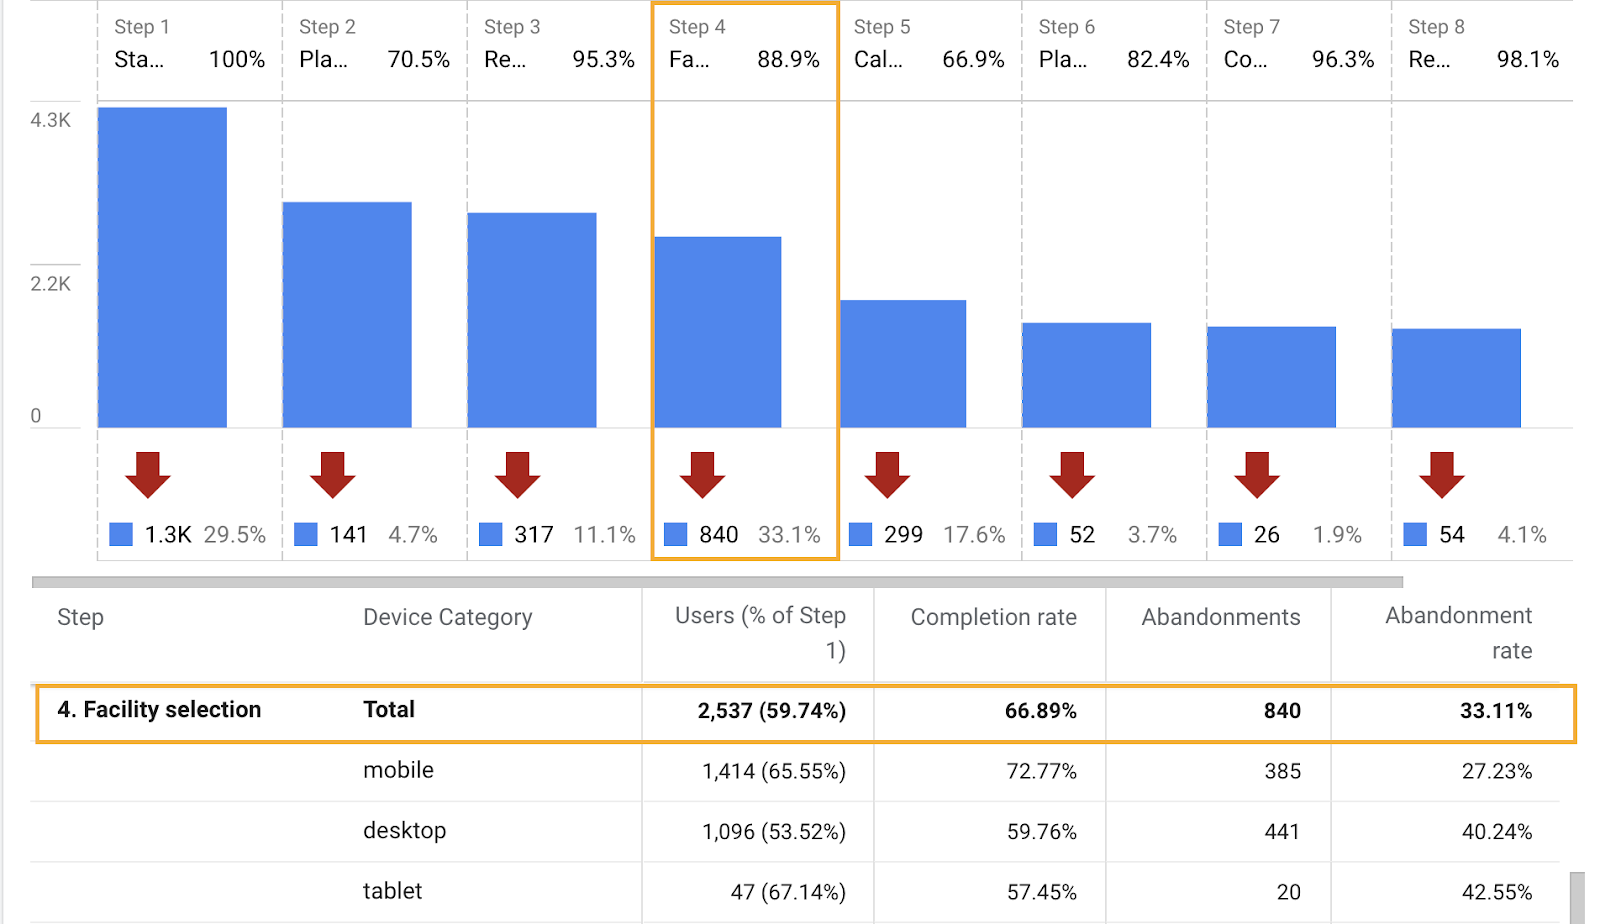 Step 1 Step 2 Step 3 Step 4 Step 5 Step 6 Step 7 Step 8
Sta... 100% Pla... 70.5% Re... 95.3% Fa... 88.9% Cal... 66.9% Pla... 82.4% Co... 96.3% Re... 98.1%
4.3K
2.2K
0
1.3K 29.5% 141 4.7% 317 11.1% 840 33.1% 299 17.6% 52 3.7% 26 1.9% 54 4.1%
Step Device Category Users (% of Step 1) Completion rate Abandonments Abandonment rate
4. Facility selection Total 2,537 (59.74%) 66.89% 840 33.11%
mobile 1,414 (65.55%) 72.77% 385 27.23%
desktop 1,096 (53.52%) 59.76% 441 40.24%
tablet 47 (67.14%) 57.45% 20 42.55%